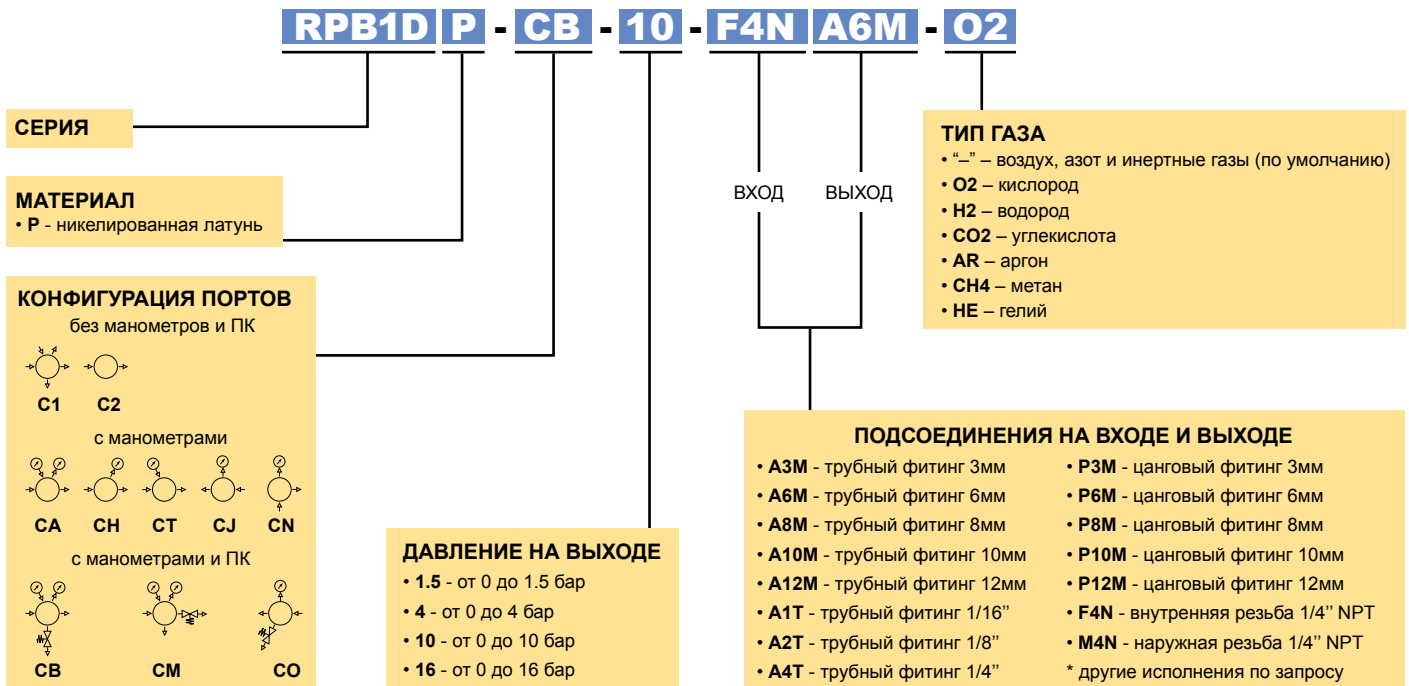 RPB1D P - CB - 10 - F4N A6M - O2
СЕРИЯ
МАТЕРИАЛ
• P - никелированная латунь
КОНФИГУРАЦИЯ ПОРТОВ
без манометров и ПК
C1 C2
с манометрами
CA CH CT CJ CN
с манометрами и ПК
CB CM CO
ДАВЛЕНИЕ НА ВЫХОДЕ
• 1.5 - от 0 до 1.5 бар
• 4 - от 0 до 4 бар
• 10 - от 0 до 10 бар
• 16 - от 0 до 16 бар
ВХОД ВЫХОД
ПОДСОЕДИНЕНИЯ НА ВХОДЕ И ВЫХОДЕ
• A3M - трубный фитинг 3мм
• A6M - трубный фитинг 6мм
• A8M - трубный фитинг 8мм
• A10M - трубный фитинг 10мм
• A12M - трубный фитинг 12мм
• A1T - трубный фитинг 1/16’’
• A2T - трубный фитинг 1/8’’
• A4T - трубный фитинг 1/4’’
• P3M - цанговый фитинг 3мм
• P6M - цанговый фитинг 6мм
• P8M - цанговый фитинг 8мм
• P10M - цанговый фитинг 10мм
• P12M - цанговый фитинг 12мм
• F4N - внутренняя резьба 1/4’’ NPT
• M4N - наружная резьба 1/4’’ NPT
* другие исполнения по запросу
ТИП ГАЗА
• “–” – воздух, азот и инертные газы (по умолчанию)
• O2 – кислород
• H2 – водород
• CO2 – углекислота
• AR – аргон
• CH4 – метан
• HE – гелий